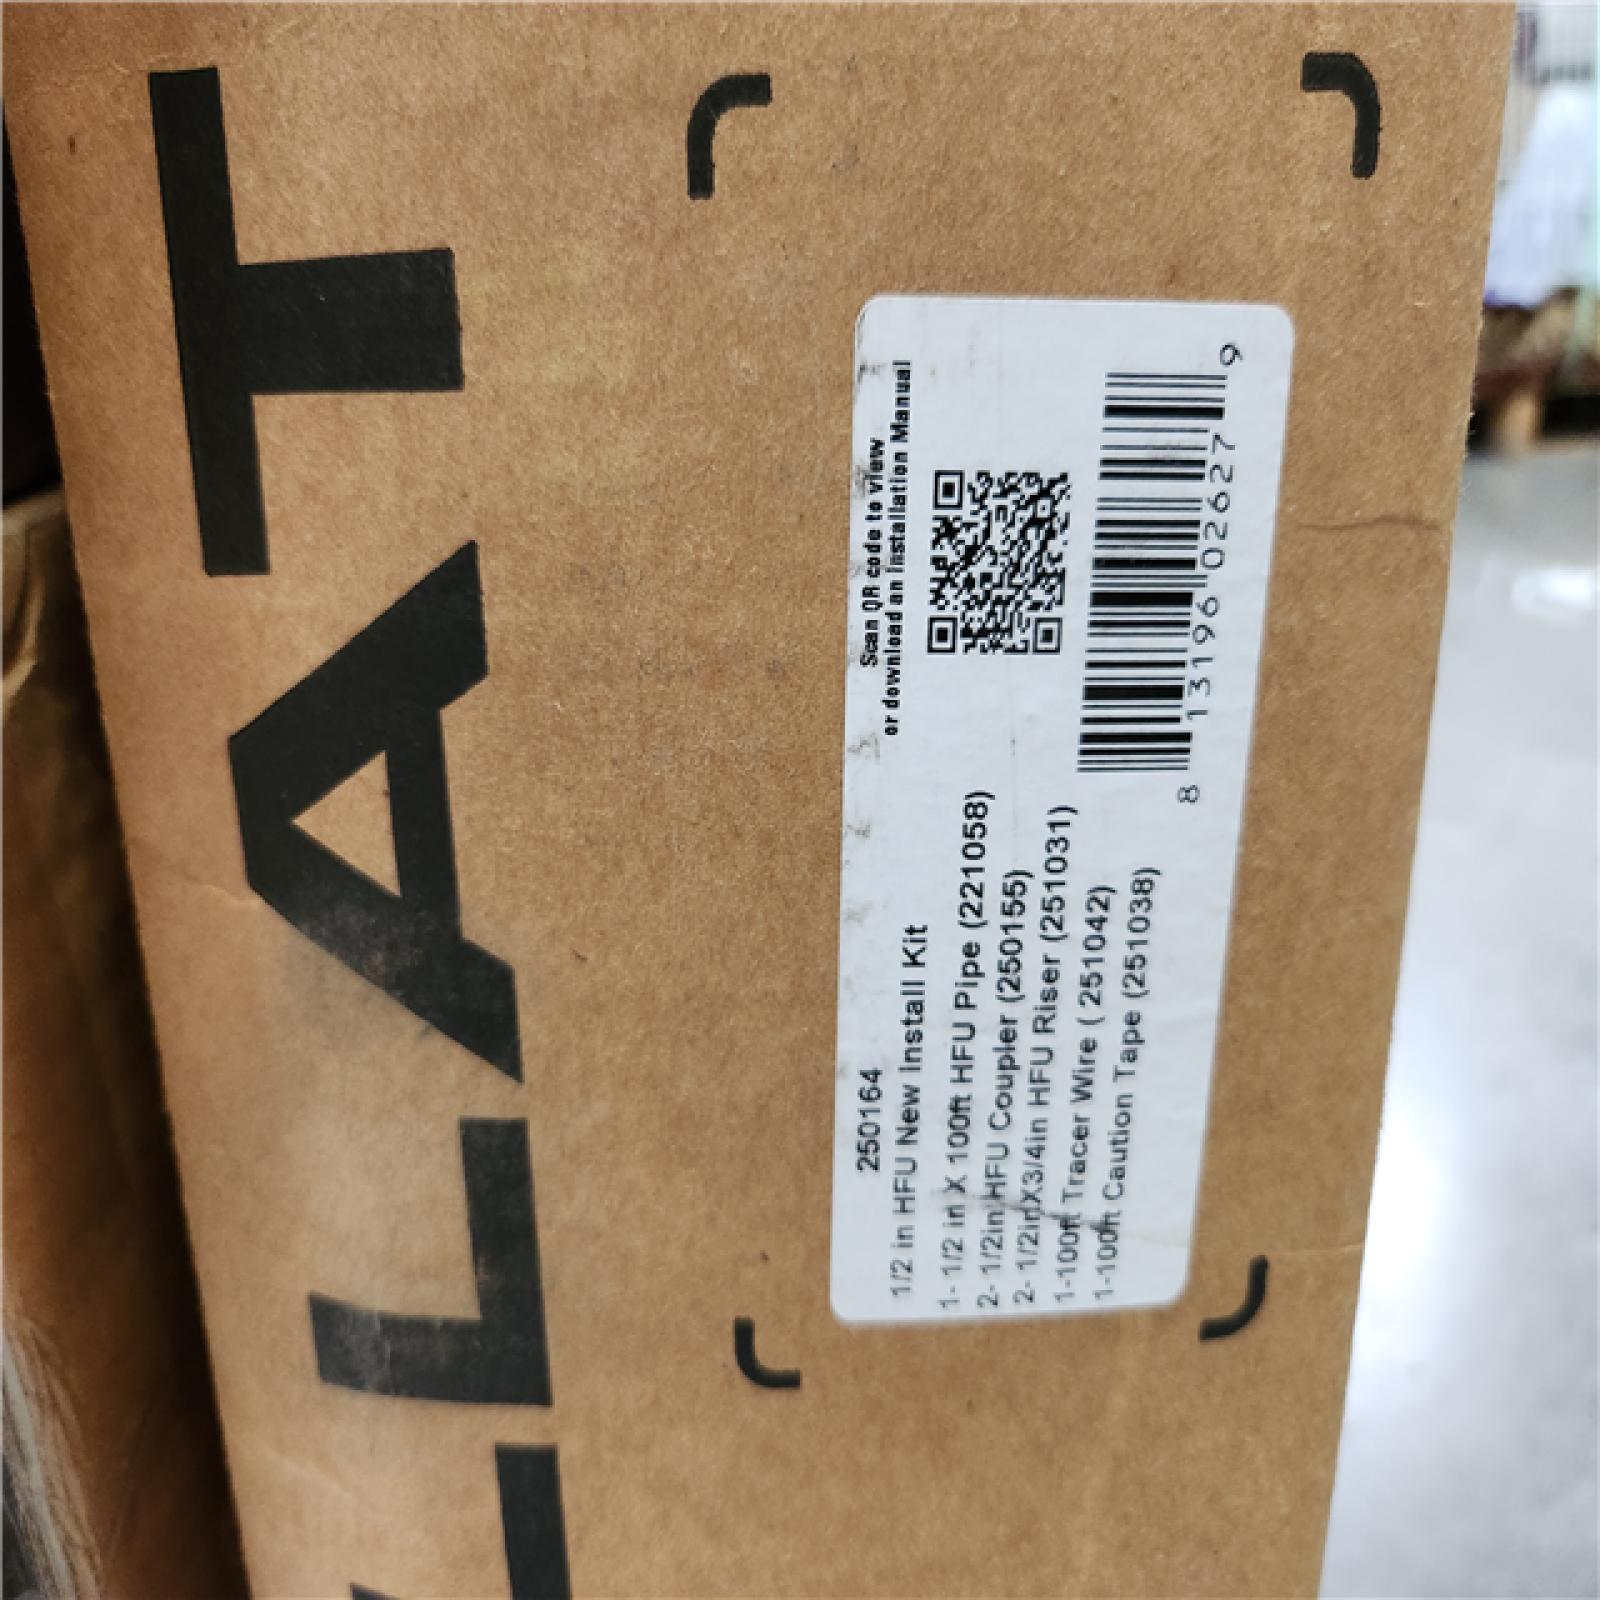 LLAT
250164
1/2 in HFU New Install Kit
1- 1/2 in X 100ft HFU Pipe (221058)
2- 1/2in HFU Coupler (250155)
2- 1/2inX3/4in HFU Riser (251031)
1-100ft Tracer Wire ( 251042)
1-100ft Caution Tape (251038)
Scan QR code to view
or download an Installation Manual
8 13196 02627 9